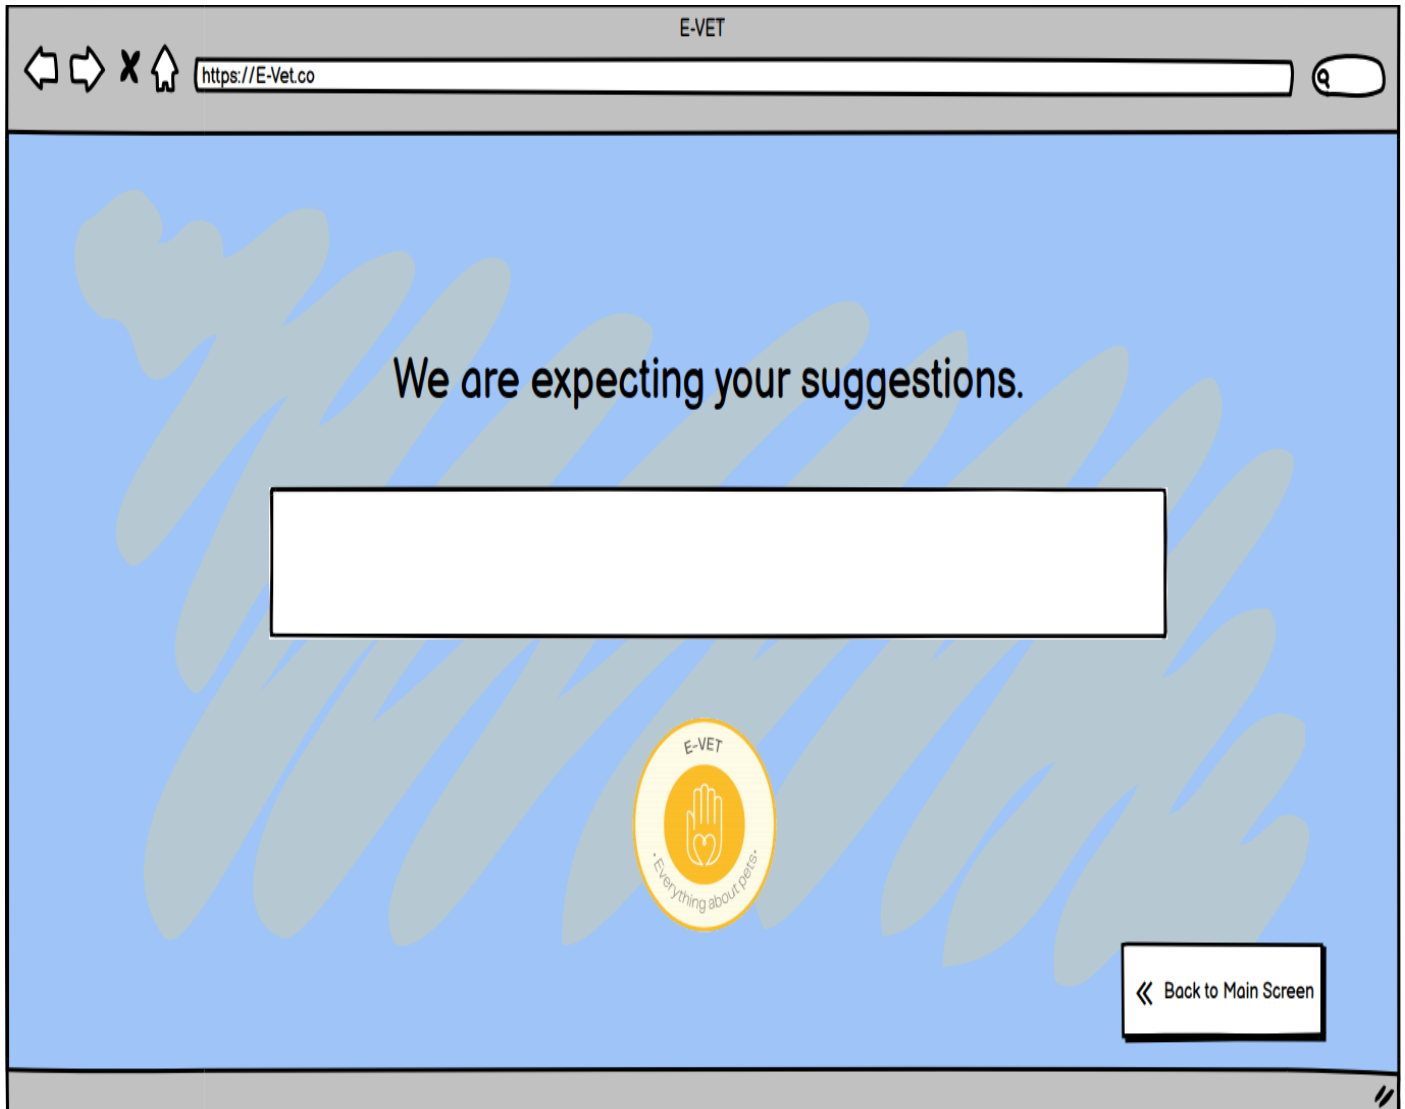 E-VET
https://E-Vet.co
We are expecting your suggestions.
E-VET
· Everything about pets ·
Back to Main Screen